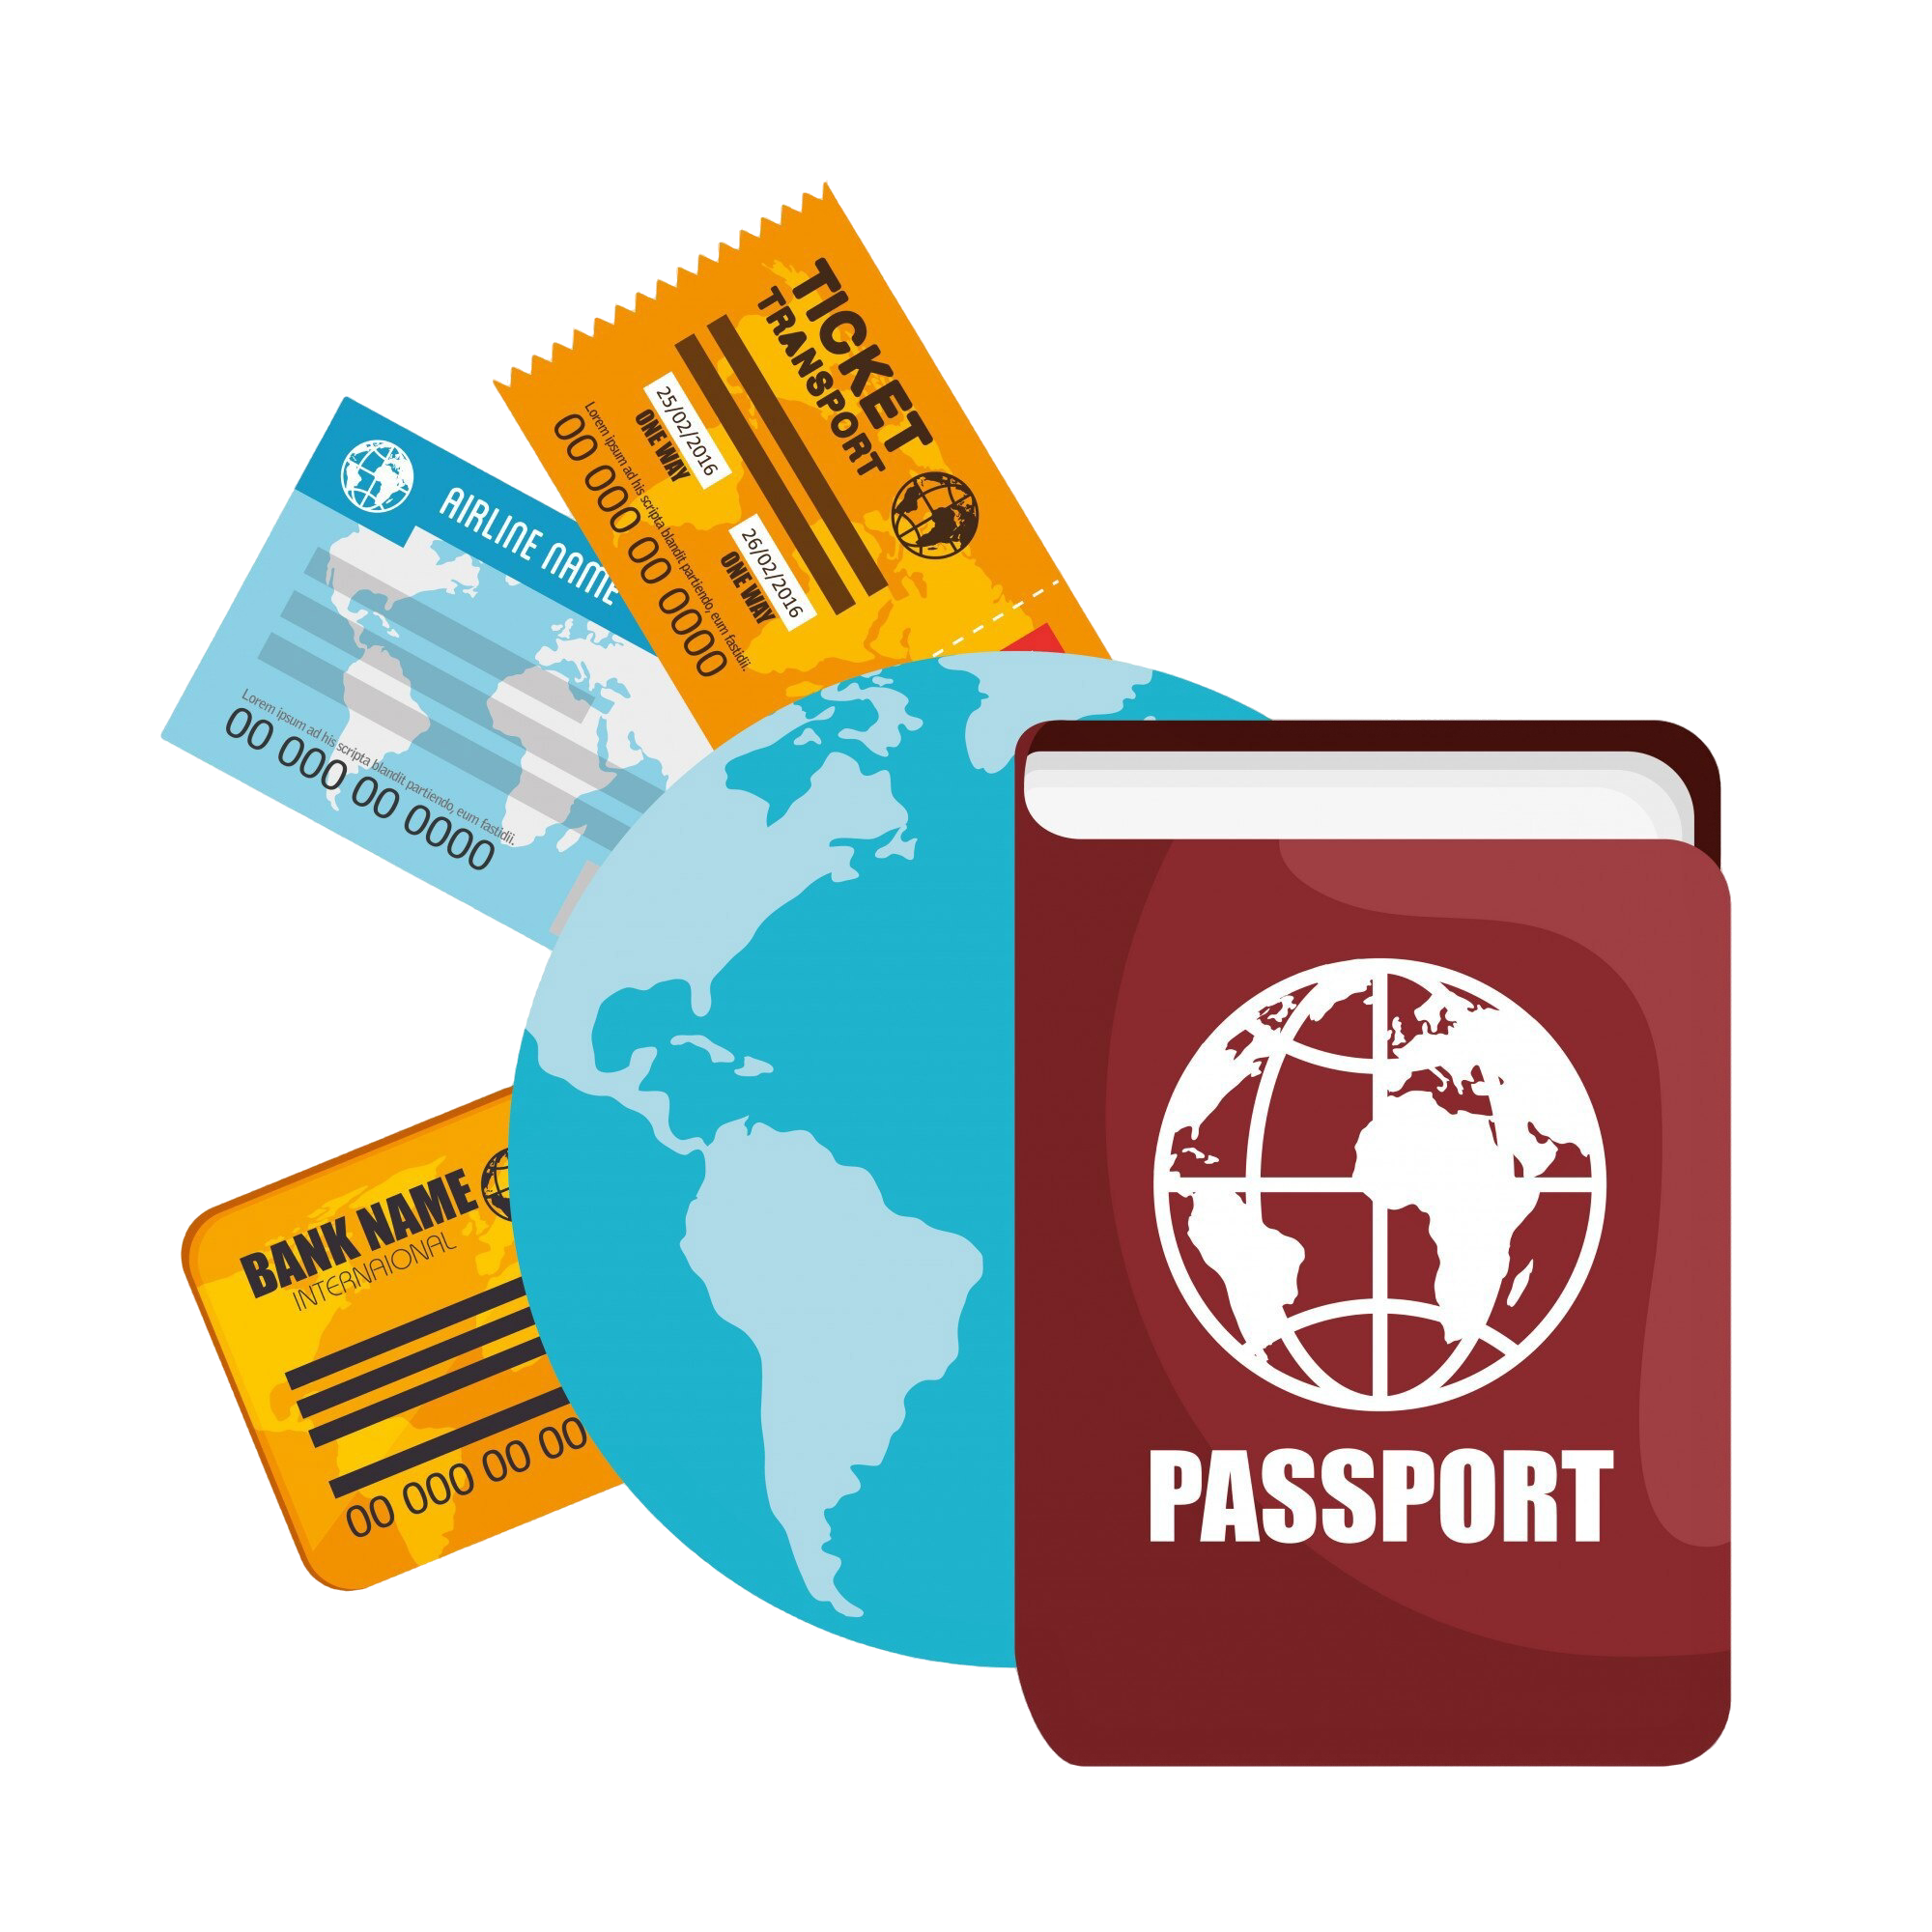 TICKET
TRANSPORT
25/02/2016
ONE WAY
26/02/2016
ONE WAY
Lorem ipsum ad his scripta blandit partiendo, eum fastidii.
00 000 00 0000
AIRLINE NAME
Lorem ipsum ad his scripta blandit partiendo, eum fastidii.
00 000 00 0000
BANK NAME
INTERNAIONAL
00 000 00 00
PASSPORT